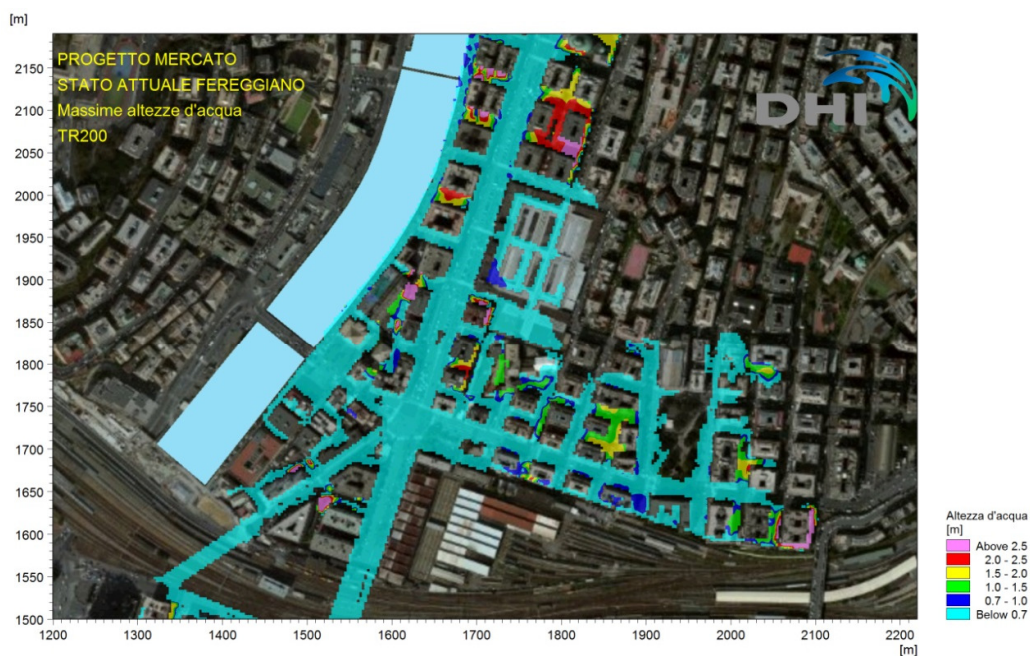 [m]
PROGETTO MERCATO
STATO ATTUALE FEREGGIANO
Massime altezze d'acqua
TR200
DHI
2150
2100
2050
2000
1950
1900
1850
1800
1750
1700
1650
1600
1550
1500
1200 1300 1400 1500 1600 1700 1800 1900 2000 2100 2200
[m]
Altezza d'acqua
[m]
Above 2.5
2.0 - 2.5
1.5 - 2.0
1.0 - 1.5
0.7 - 1.0
Below 0.7